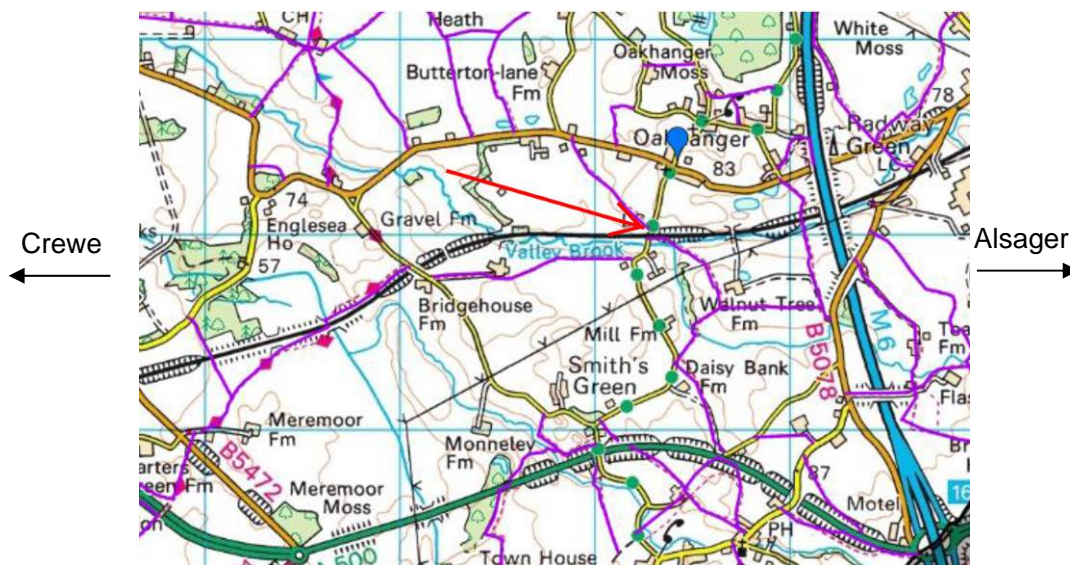 CH
Heath
White
Moss
Oakhanger
Moss
Butterton-lane
Fm
78
Oakhanger
Radway
Green
LC
83
74
Englesea
Ho
Gravel Fm
Crewe
Alsager
57
Valley Brook
Bridgehouse
Fm
Walnut Tree
Fm
Mill Fm
B5078
M6
Smith's
Green
Daisy Bank
Fm
Meremoor
Fm
Monneley
Fm
B5472
Meremoor
Moss
87
Motel
16
PH
Town House